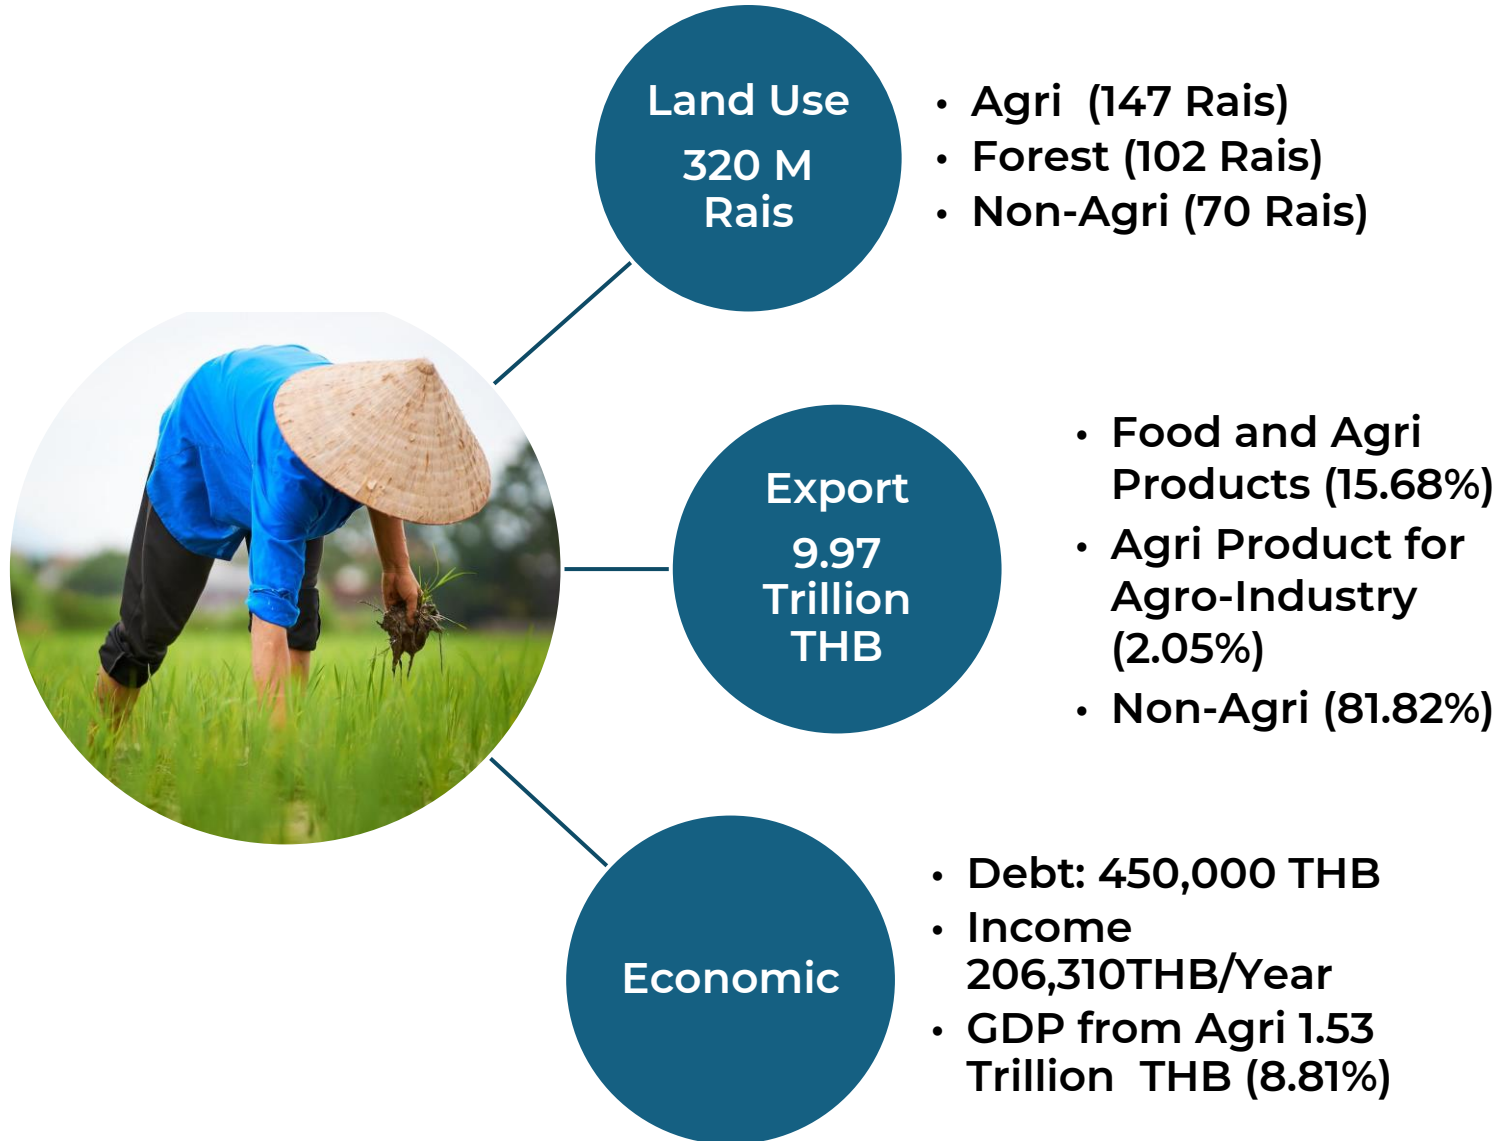 Land Use
320 M
Rais
• Agri  (147 Rais)
• Forest (102 Rais)
• Non-Agri (70 Rais)
Export
9.97
Trillion
THB
• Food and Agri
Products (15.68%)
• Agri Product for
Agro-Industry
(2.05%)
• Non-Agri (81.82%)
Economic
• Debt: 450,000 THB
• Income
206,310THB/Year
• GDP from Agri 1.53
Trillion  THB (8.81%)